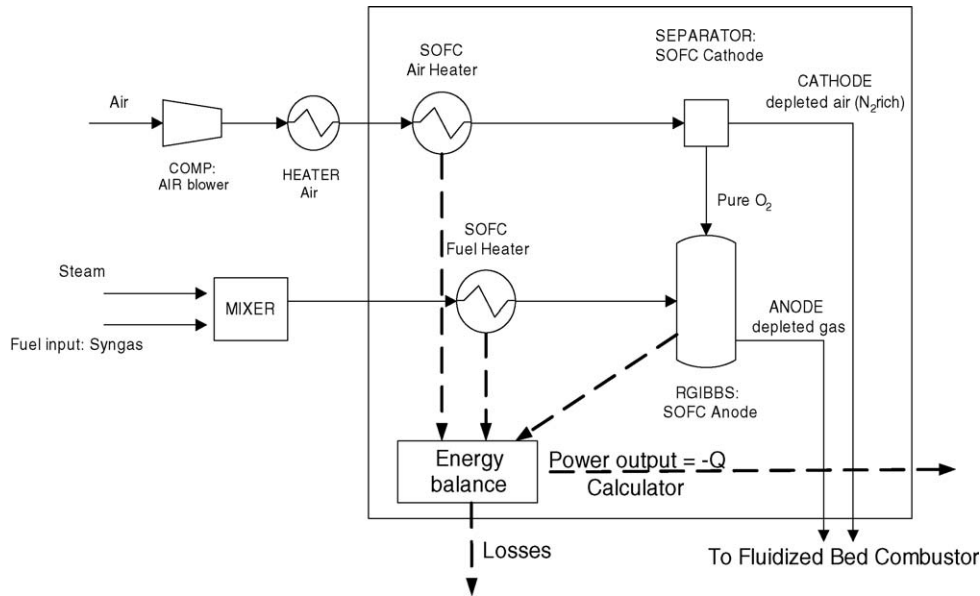 SOFC
Air Heater
SEPARATOR:
SOFC Cathode
CATHODE
depleted air (N₂rich)
Air
COMP:
AIR blower
HEATER
Air
Pure O₂
SOFC
Fuel Heater
Steam
MIXER
Fuel input: Syngas
ANODE
depleted gas
RGIBBS:
SOFC Anode
Energy
balance
Power output = -Q
Calculator
Losses
To Fluidized Bed Combustor